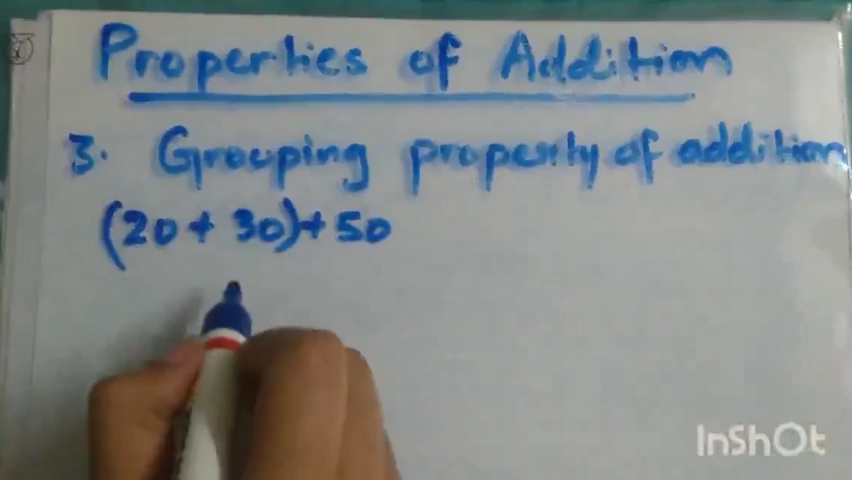 Properties of Addition
3. Grouping property of addition
(20 + 30) + 50
InShOt